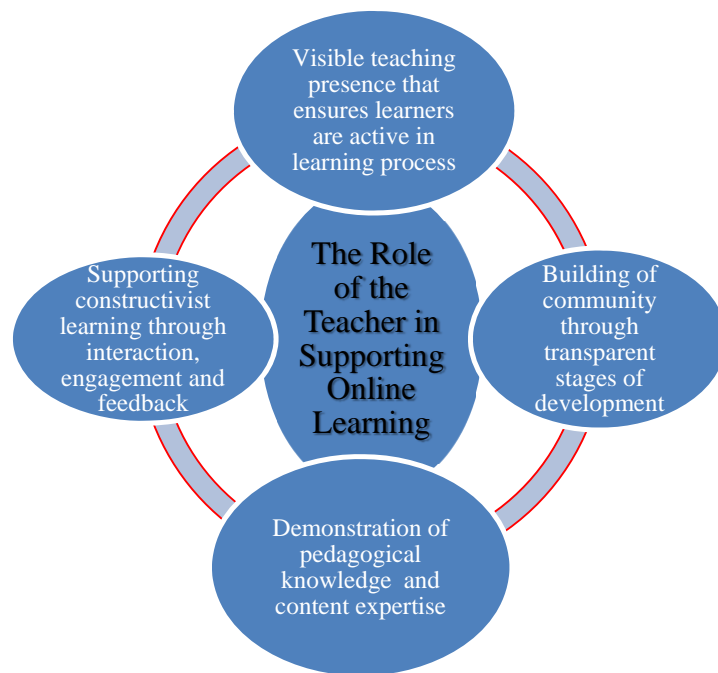 Visible teaching
presence that
ensures learners
are active in
learning process
The Role
of the
Teacher in
Supporting
Online
Learning
Supporting
constructivist
learning through
interaction,
engagement and
feedback
Building of
community
through
transparent
stages of
development
Demonstration of
pedagogical
knowledge and
content expertise